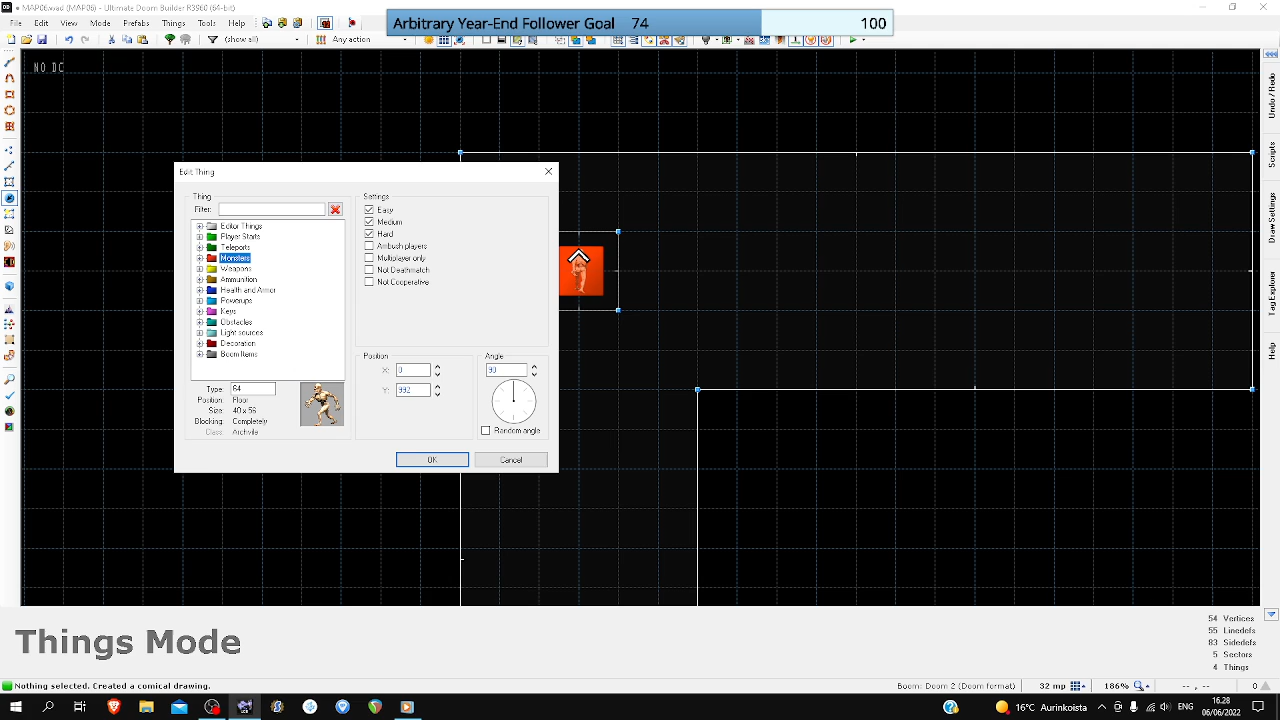 MAP06.wad (MAP06) - Ultimate Doom Builder R3960 (64-bit)
Arbitrary Year-End Follower Goal 74 100
File Edit View Mode Prefabs Things Tools Help
(show all) Any action
NO DC
Edit Thing
Thing
Filter:
Editor Things
Player Starts
Teleports
Monsters
Weapons
Ammunition
Health and Armor
Powerups
Keys
Obstacles
Light sources
Decoration
Boom Items
Type: 64
Position: Floor
Size: 40 x 56
Blocking: Completely
Class: Archvile
Settings
Easy
Medium
Hard
Ambush players
Multiplayer only
Not Deathmatch
Not Cooperative
Position
X: 0
Y: 992
Angle
90
Random angle
OK Cancel
Undo / Redo
Scripts
Draw Settings
Tag Explorer
Help
Things Mode
54 Vertices
55 Linedefs
83 Sidedefs
5 Sectors
4 Things
Nothing selected. Created a comical drawing.
Boom: Doom 2 (Doom format) 32 mp 186% -- , -- 0
16°C Aurinkoista ENG 16.28
06/06/2022